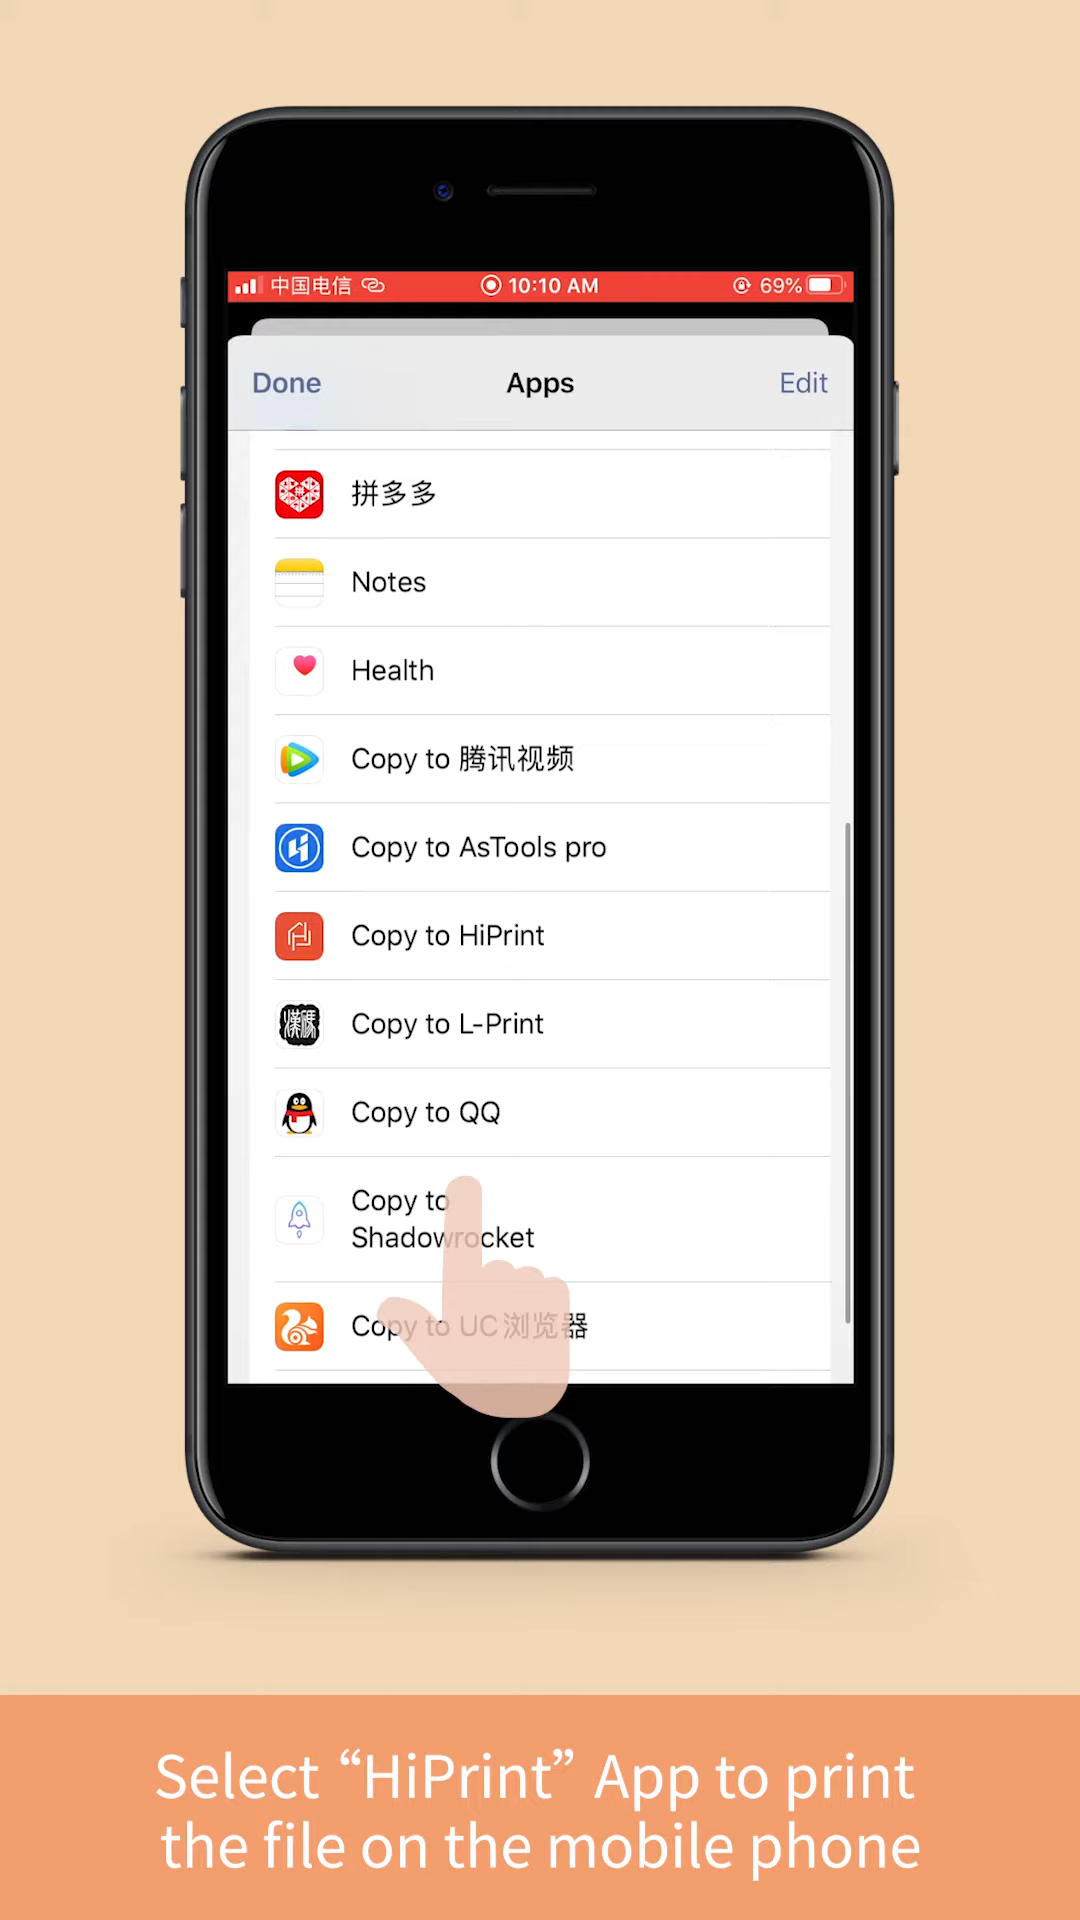 中国电信 10:10 AM 69%
Done Apps Edit
拼多多
Notes
Health
Copy to 腾讯视频
Copy to AsTools pro
Copy to HiPrint
Copy to L-Print
Copy to QQ
Copy to
Shadowrocket
Copy to UC浏览器
Select “HiPrint” App to print
the file on the mobile phone